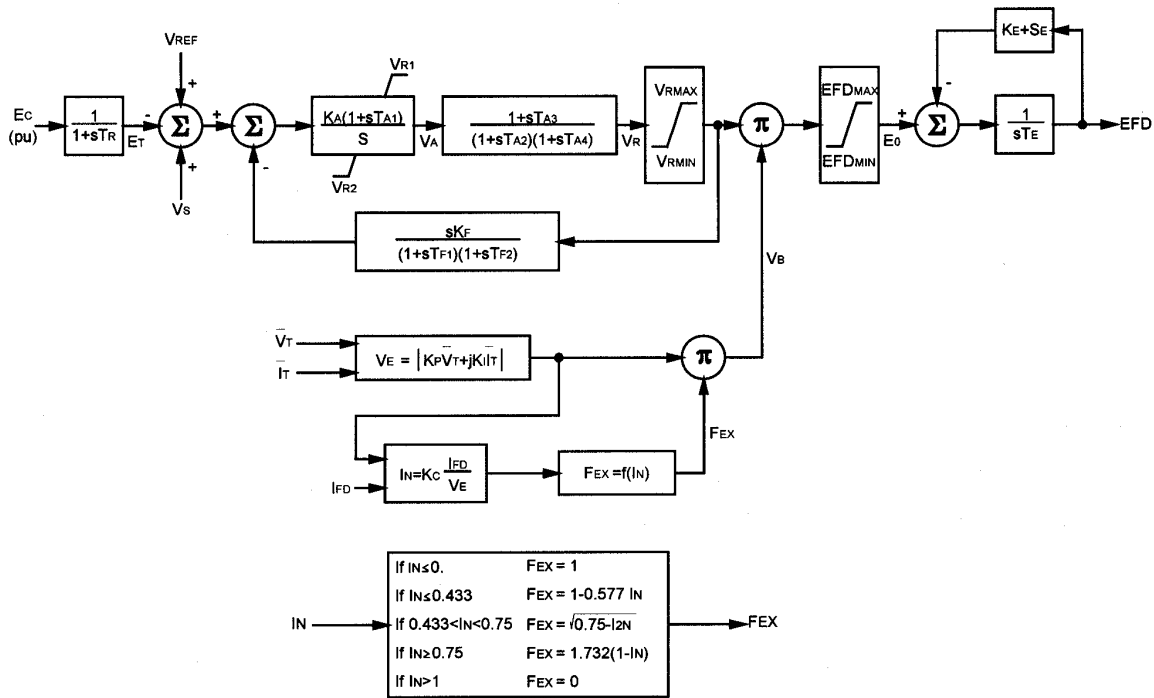 VREF
+
EC
(pu)
1
1+sTR
-
ET
Σ
+
VS
+
Σ
-
VR1
KA(1+sTA1)
S
VR2
VA
1+sTA3
(1+sTA2)(1+sTA4)
VR
VRMAX
VRMIN
π
EFDMAX
EFDMIN
+
E0
Σ
-
KE+SE
1
sTE
EFD
sKF
(1+sTF1)(1+sTF2)
VB
V̅T
I̅T
VE = |KPV̅T+jKII̅T|
π
FEX
IFD
IN=KC IFD
VE
FEX=f(IN)
IN
If IN≤0. FEX = 1
If IN≤0.433 FEX = 1-0.577 IN
If 0.433<IN<0.75 FEX = √0.75-I2N
If IN≥0.75 FEX = 1.732(1-IN)
If IN>1 FEX = 0
FEX